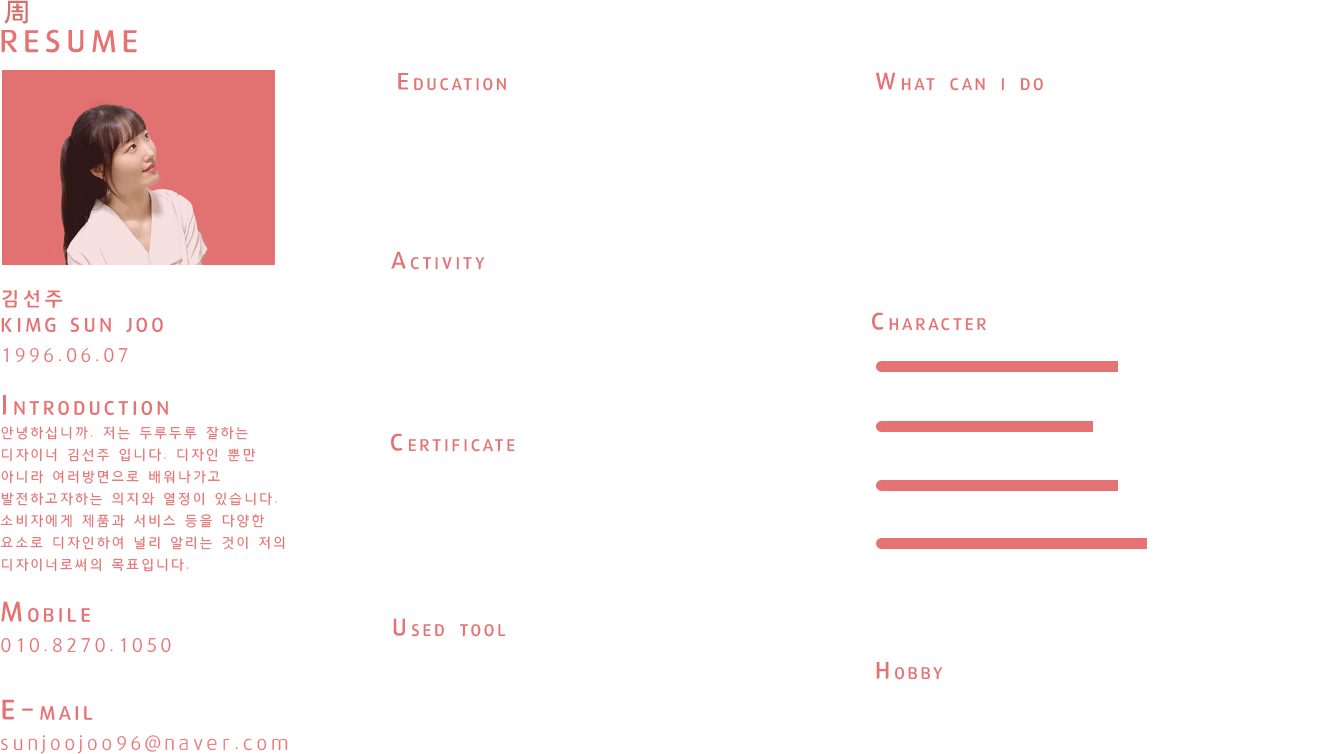 周
RESUME
김선주
KIMG SUN JOO
1996.06.07
INTRODUCTION
안녕하십니까. 저는 두루두루 잘하는
디자이너 김선주 입니다. 디자인 뿐만
아니라 여러방면으로 배워나가고
발전하고자하는 의지와 열정이 있습니다.
소비자에게 제품과 서비스 등을 다양한
요소로 디자인하여 널리 알리는 것이 저의
디자이너로써의 목표입니다.
MOBILE
010.8270.1050
E-MAIL
sunjoojoo96@naver.com
EDUCATION
ACTIVITY
CERTIFICATE
USED TOOL
WHAT CAN I DO
CHARACTER
HOBBY